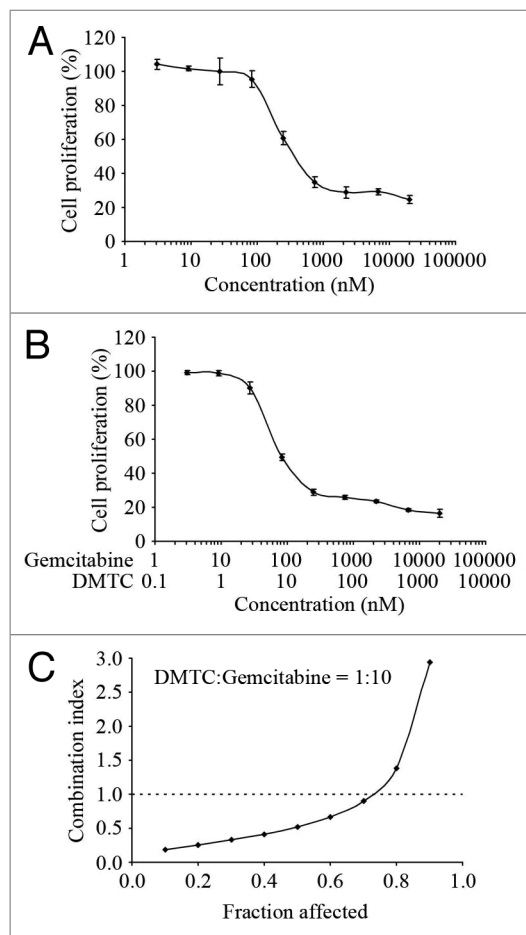 A
Cell proliferation (%)
120
100
80
60
40
20
0
1 10 100 1000 10000 100000
Concentration (nM)
B
Cell proliferation (%)
120
100
80
60
40
20
0
Gemcitabine 1 10 100 1000 10000 100000
DMTC 0.1 1 10 100 1000 10000
Concentration (nM)
C
DMTC:Gemcitabine = 1:10
Combination index
3.0
2.5
2.0
1.5
1.0
0.5
0.0
0.0 0.2 0.4 0.6 0.8 1.0
Fraction affected